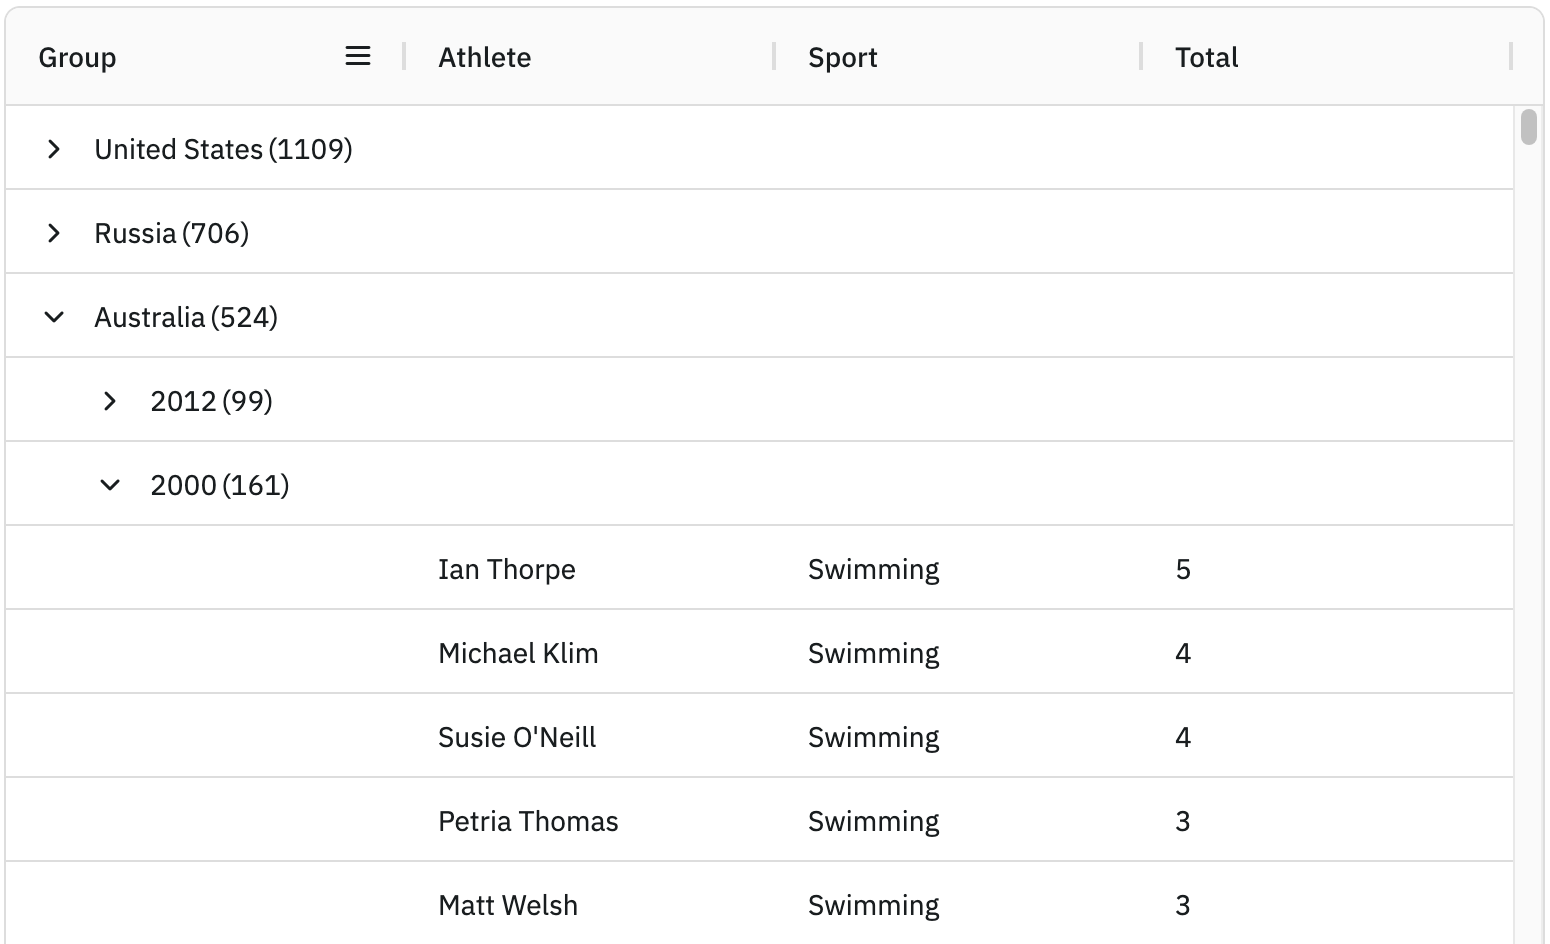 Group Athlete Sport Total
United States (1109)
Russia (706)
Australia (524)
2012 (99)
2000 (161)
Ian Thorpe Swimming 5
Michael Klim Swimming 4
Susie O'Neill Swimming 4
Petria Thomas Swimming 3
Matt Welsh Swimming 3